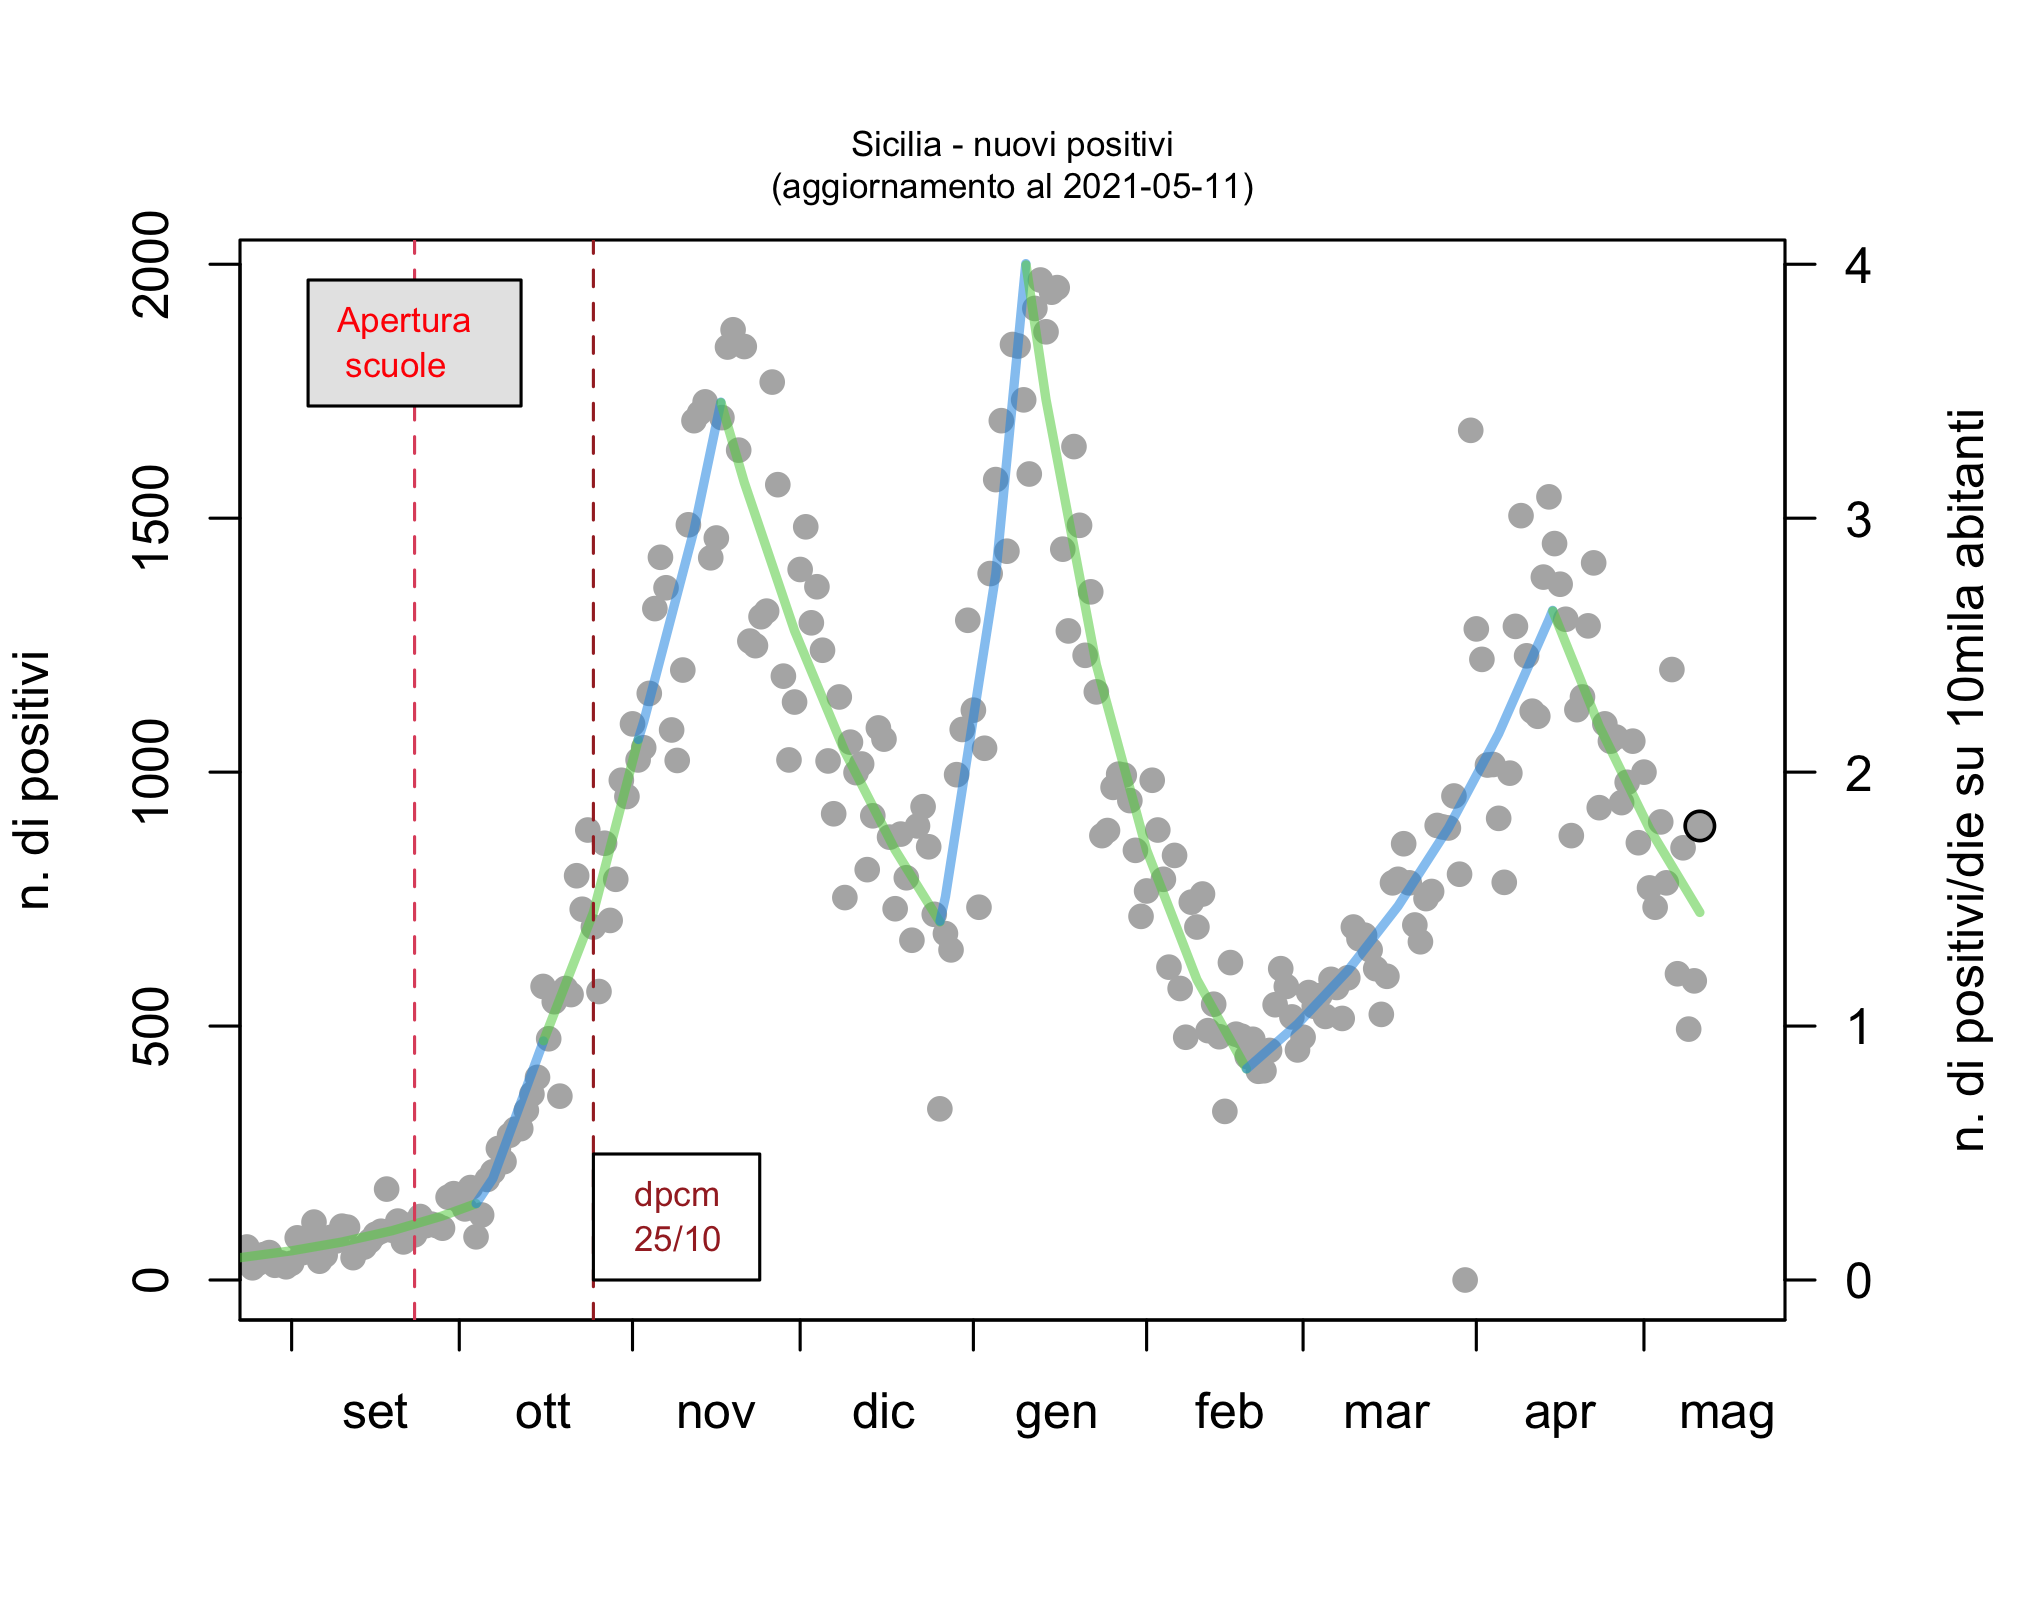 Sicilia - nuovi positivi
(aggiornamento al 2021-05-11)
n. di positivi
2000
1500
1000
500
0
Apertura
scuole
dpcm
25/10
4
3
2
1
0
n. di positivi/die su 10mila abitanti
set ott nov dic gen feb mar apr mag